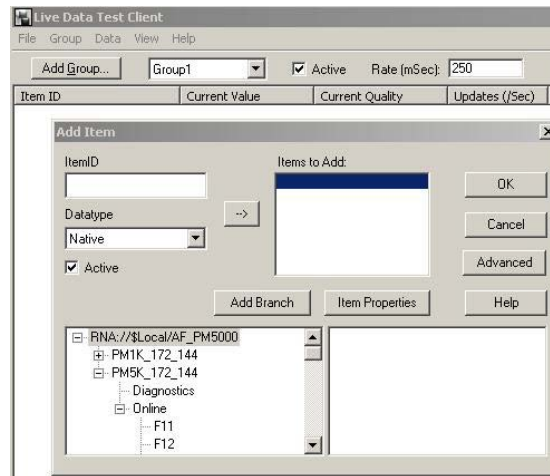 Live Data Test Client
File Group Data View Help
Add Group... Group1 Active Rate (mSec): 250
Item ID Current Value Current Quality Updates (/Sec)
Add Item
ItemID Items to Add:
OK
Datatype -->
Native Cancel
Active Advanced
Add Branch Item Properties Help
RNA://$Local/AF_PM5000
PM1K_172_144
PM5K_172_144
Diagnostics
Online
F11
F12